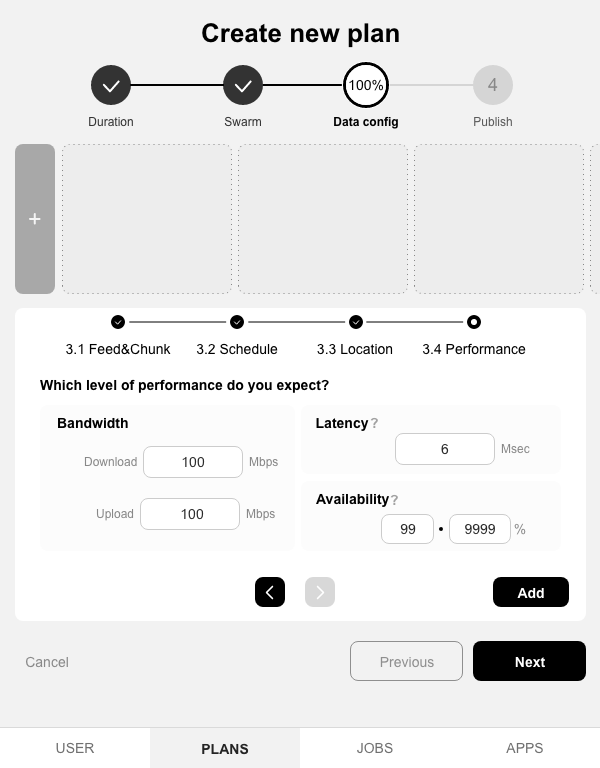 Create new plan
100%
4
Duration
Swarm
Data config
Publish
+
3.1 Feed&Chunk
3.2 Schedule
3.3 Location
3.4 Performance
Which level of performance do you expect?
Bandwidth
Download 100 Mbps
Upload 100 Mbps
Latency ?
6 Msec
Availability ?
99 • 9999 %
Add
Cancel
Previous
Next
USER
PLANS
JOBS
APPS